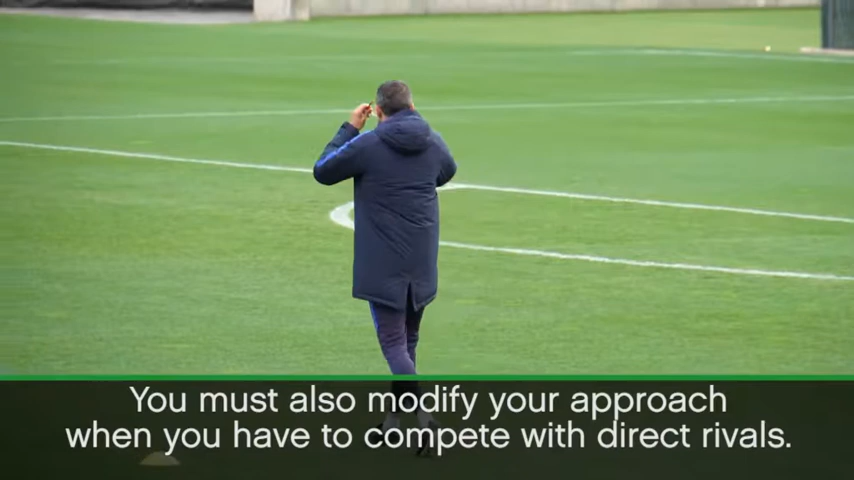 You must also modify your approach
when you have to compete with direct rivals.